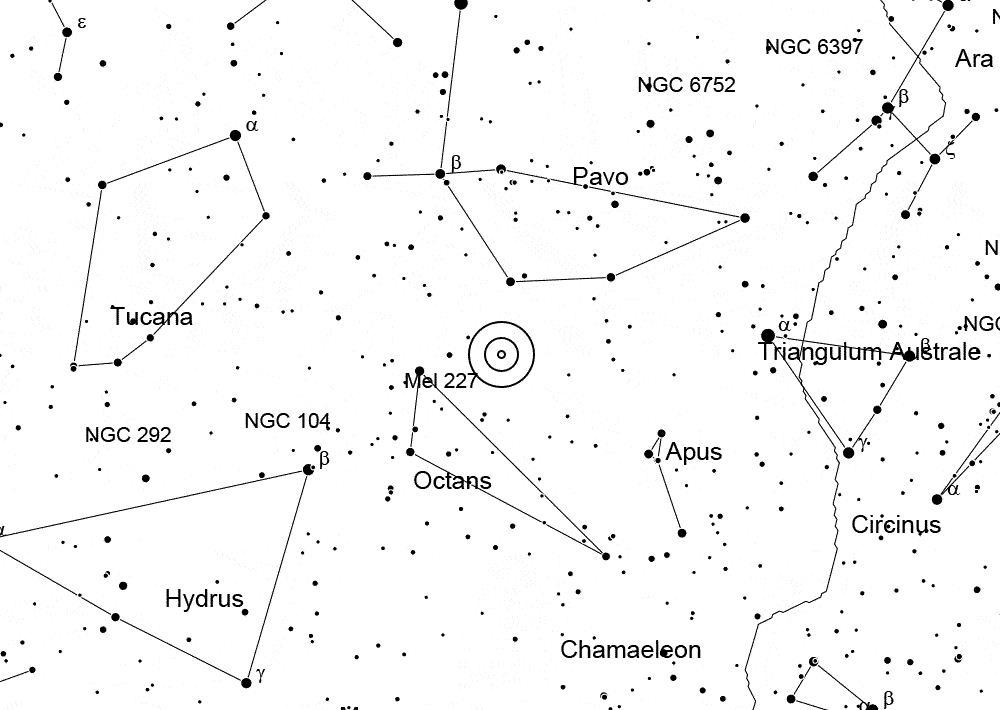 ε
α
NGC 6397
Ara
NGC 6752
β
ζ
α
β
Pavo
N
Tucana
α
NGC
Triangulum Australe
β
Mel 227
NGC 104
NGC 292
β
γ
Apus
Octans
α
Circinus
α
Hydrus
Chamaeleon
γ
α
β